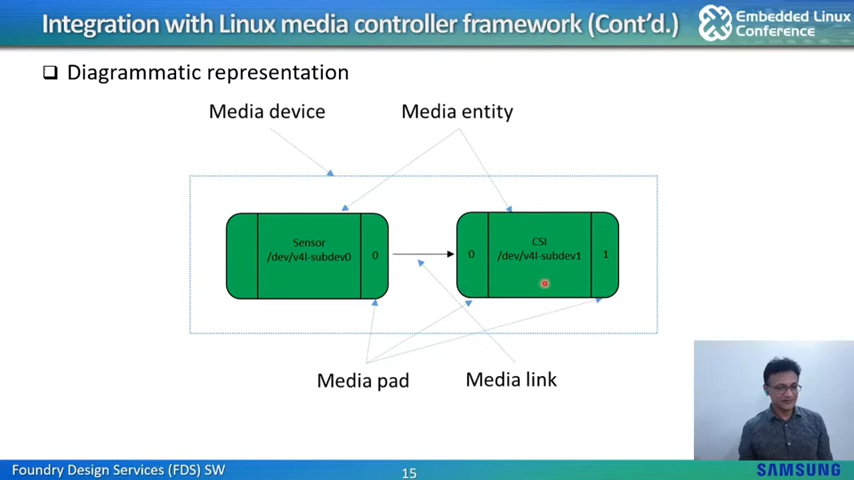 Integration with Linux media controller framework (Cont'd.)
Embedded Linux
Conference
Diagrammatic representation
Media device
Media entity
Sensor
/dev/v4l-subdev0
0
0
CSI
/dev/v4l-subdev1
1
Media pad
Media link
Foundry Design Services (FDS) SW
15
SAMSUNG